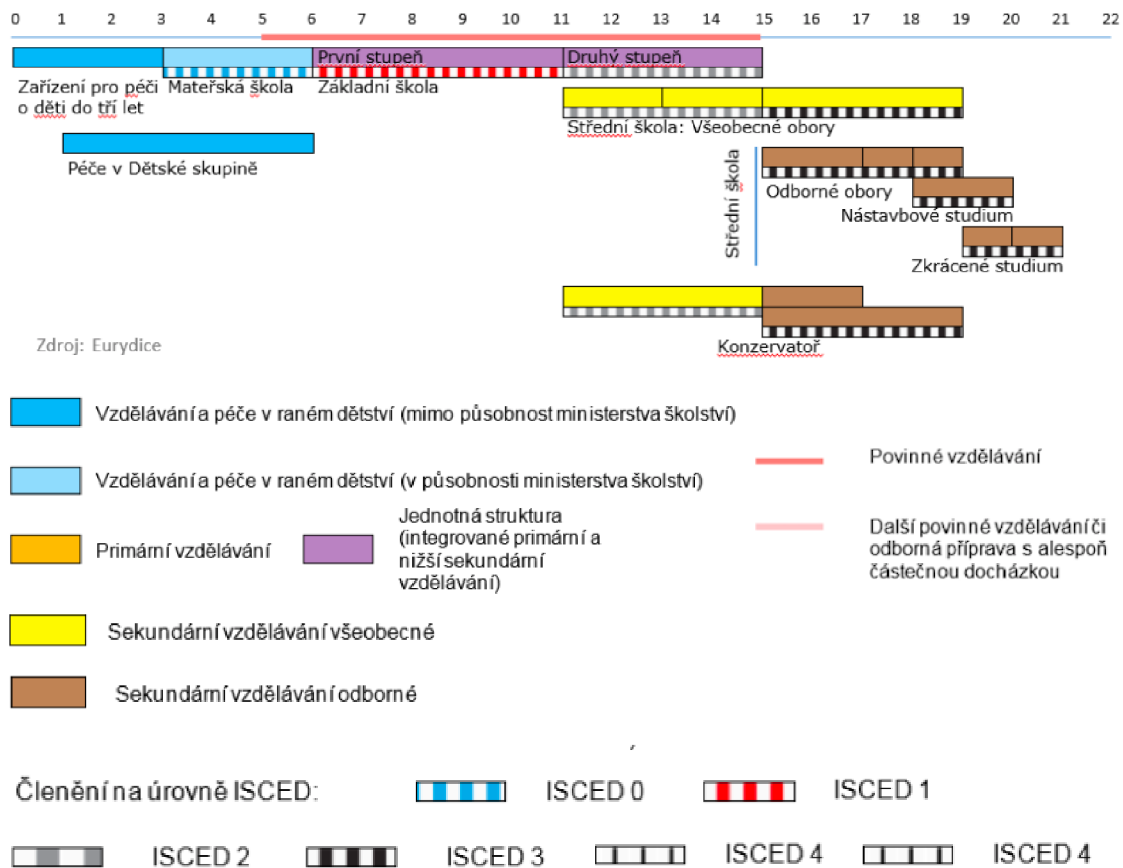 0 1 2 3 4 5 6 7 8 9 10 11 12 13 14 15 16 17 18 19 20 21 22
První stupeň Druhý stupeň
Zařízení pro péči
o děti do tří let
Mateřská škola
Základní škola
Střední škola: Všeobecné obory
Péče v Dětské skupině
Střední škola
Odborné obory
Nástavbové studium
Zkrácené studium
Konzervatoř
Zdroj: Eurydice
Vzdělávání a péče v raném dětství (mimo působnost ministerstva školství)
Povinné vzdělávání
Vzdělávání a péče v raném dětství (v působnosti ministerstva školství)
Primární vzdělávání
Jednotná struktura
(integrované primární a
nižší sekundární
vzdělávání)
Další povinné vzdělávání či
odborná příprava s alespoň
částečnou docházkou
Sekundární vzdělávání všeobecné
Sekundární vzdělávání odborné
Členění na úrovně ISCED: ISCED 0 ISCED 1
ISCED 2 ISCED 3 ISCED 4 ISCED 4